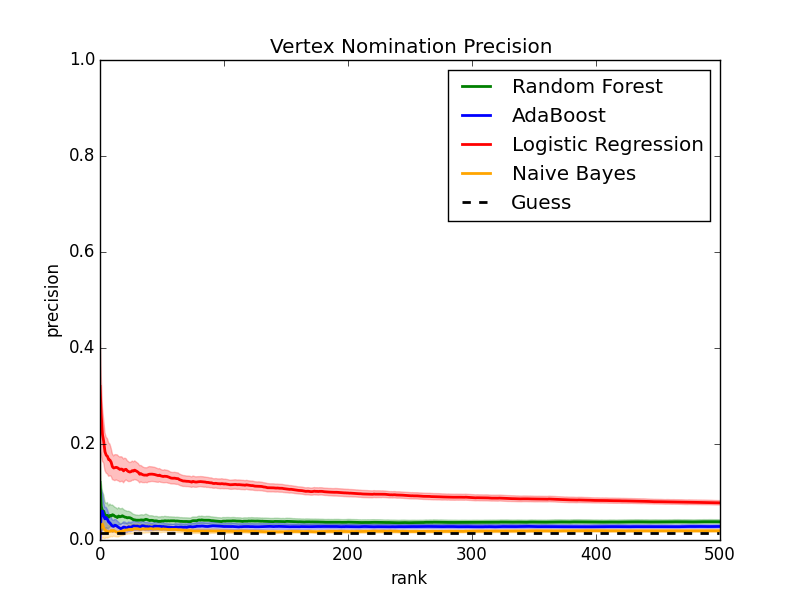 Vertex Nomination Precision
1.0
0.8
0.6
0.4
0.2
0.0
precision
Random Forest
AdaBoost
Logistic Regression
Naive Bayes
Guess
0 100 200 300 400 500
rank